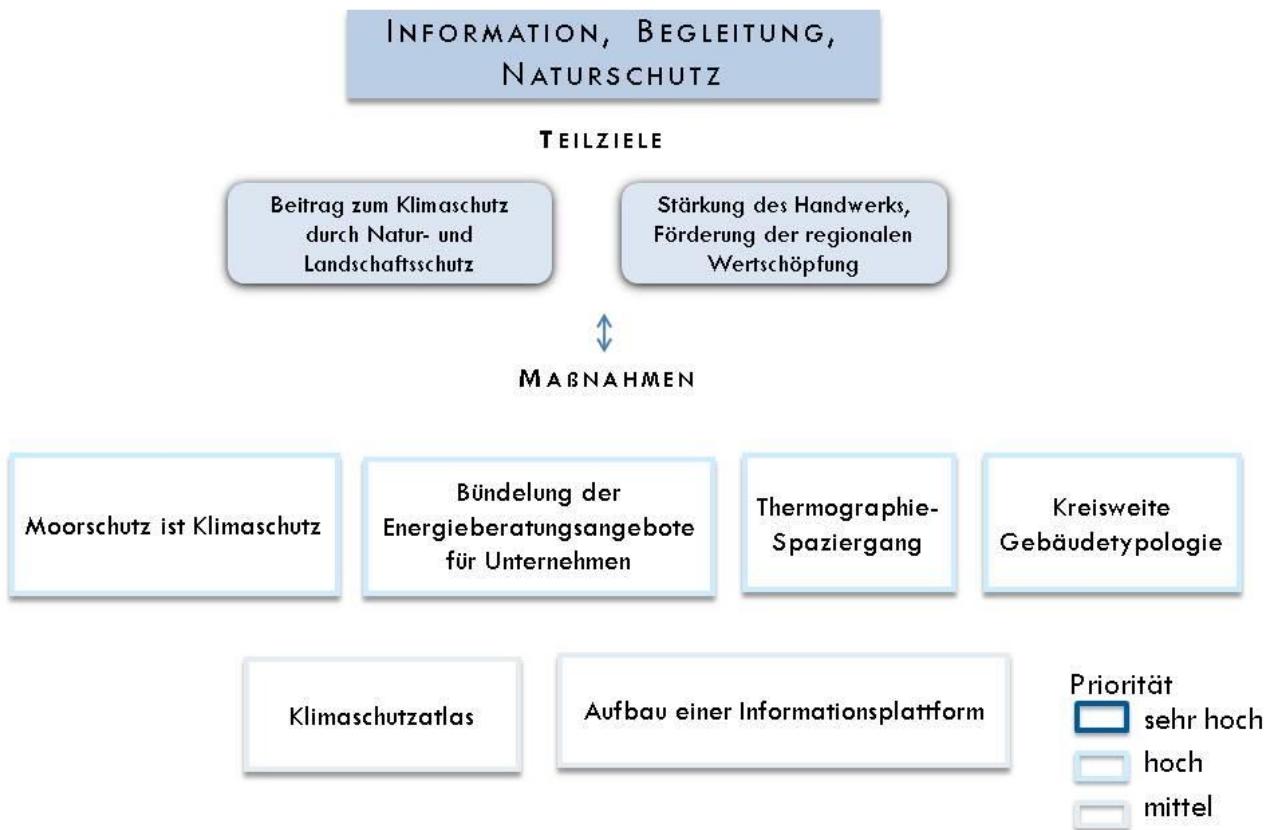 INFORMATION, BEGLEITUNG,
NATURSCHUTZ
TEILZIELE
Beitrag zum Klimaschutz
durch Natur- und
Landschaftsschutz
Stärkung des Handwerks,
Förderung der regionalen
Wertschöpfung
MAßNAHMEN
Moorschutz ist Klimaschutz
Bündelung der
Energieberatungsangebote
für Unternehmen
Thermographie-
Spaziergang
Kreisweite
Gebäudetypologie
Klimaschutzatlas
Aufbau einer Informationsplattform
Priorität
sehr hoch
hoch
mittel